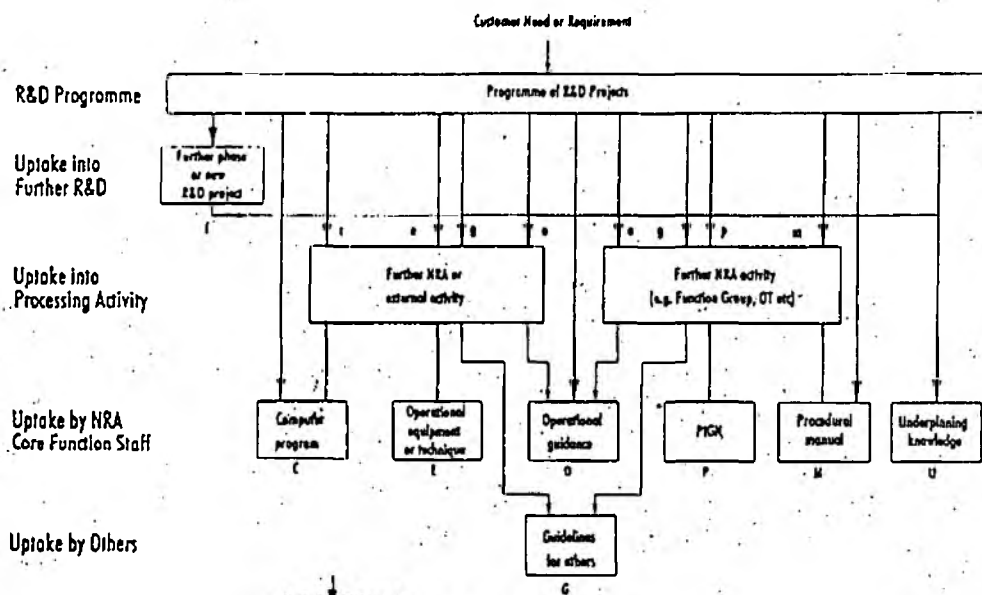 Customer Need or Requirement
R&D Programme
Programme of R&D Projects
Uptake into
Further R&D
Further phase
or new
R&D project
f
c
e
g
o
o
g
p
m
Uptake into
Processing Activity
Further NRA or
external activity
Further NRA activity
(e.g. Function Group, OT etc)
Uptake by NRA
Core Function Staff
Computer
program
Operational
equipment
or technique
Operational
guidance
Procedural
manual
Underplaning
knowledge
C
E
O
P
M
U
Uptake by Others
Guidelines
for others
G